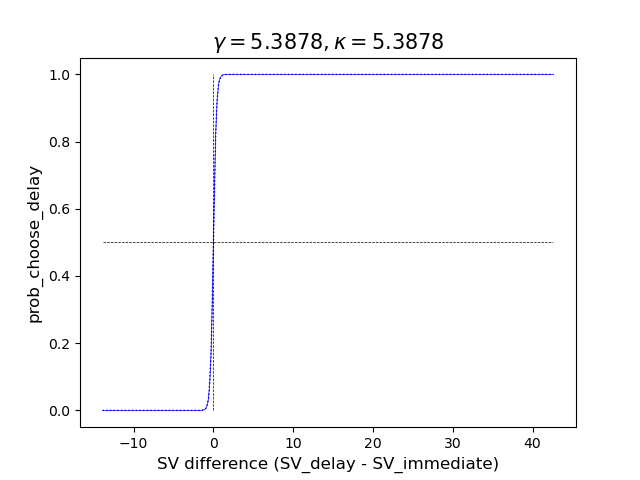 γ = 5.3878, κ = 5.3878
1.0
0.8
0.6
0.4
0.2
0.0
prob_choose_delay
−10 0 10 20 30 40
SV difference (SV_delay - SV_immediate)